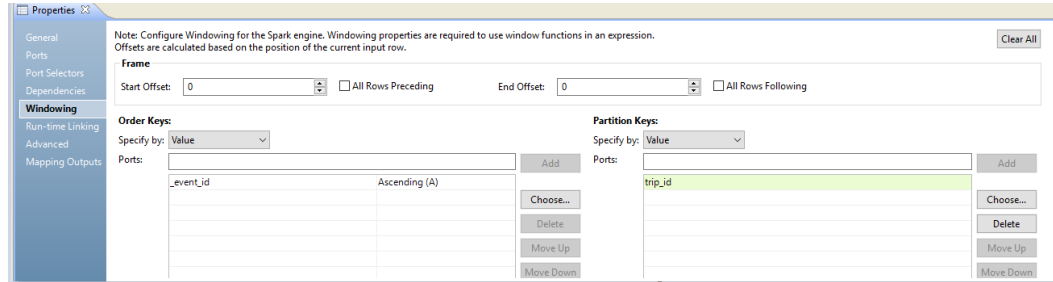 Properties
General
Ports
Port Selectors
Dependencies
Windowing
Run-time Linking
Advanced
Mapping Outputs
Note: Configure Windowing for the Spark engine. Windowing properties are required to use window functions in an expression.
Offsets are calculated based on the position of the current input row.
Clear All
Frame
Start Offset: 0 All Rows Preceding End Offset: 0 All Rows Following
Order Keys:
Specify by: Value
Ports: Add
_event_id Ascending (A)
Choose...
Delete
Move Up
Move Down
Partition Keys:
Specify by: Value
Ports: Add
trip_id
Choose...
Delete
Move Up
Move Down